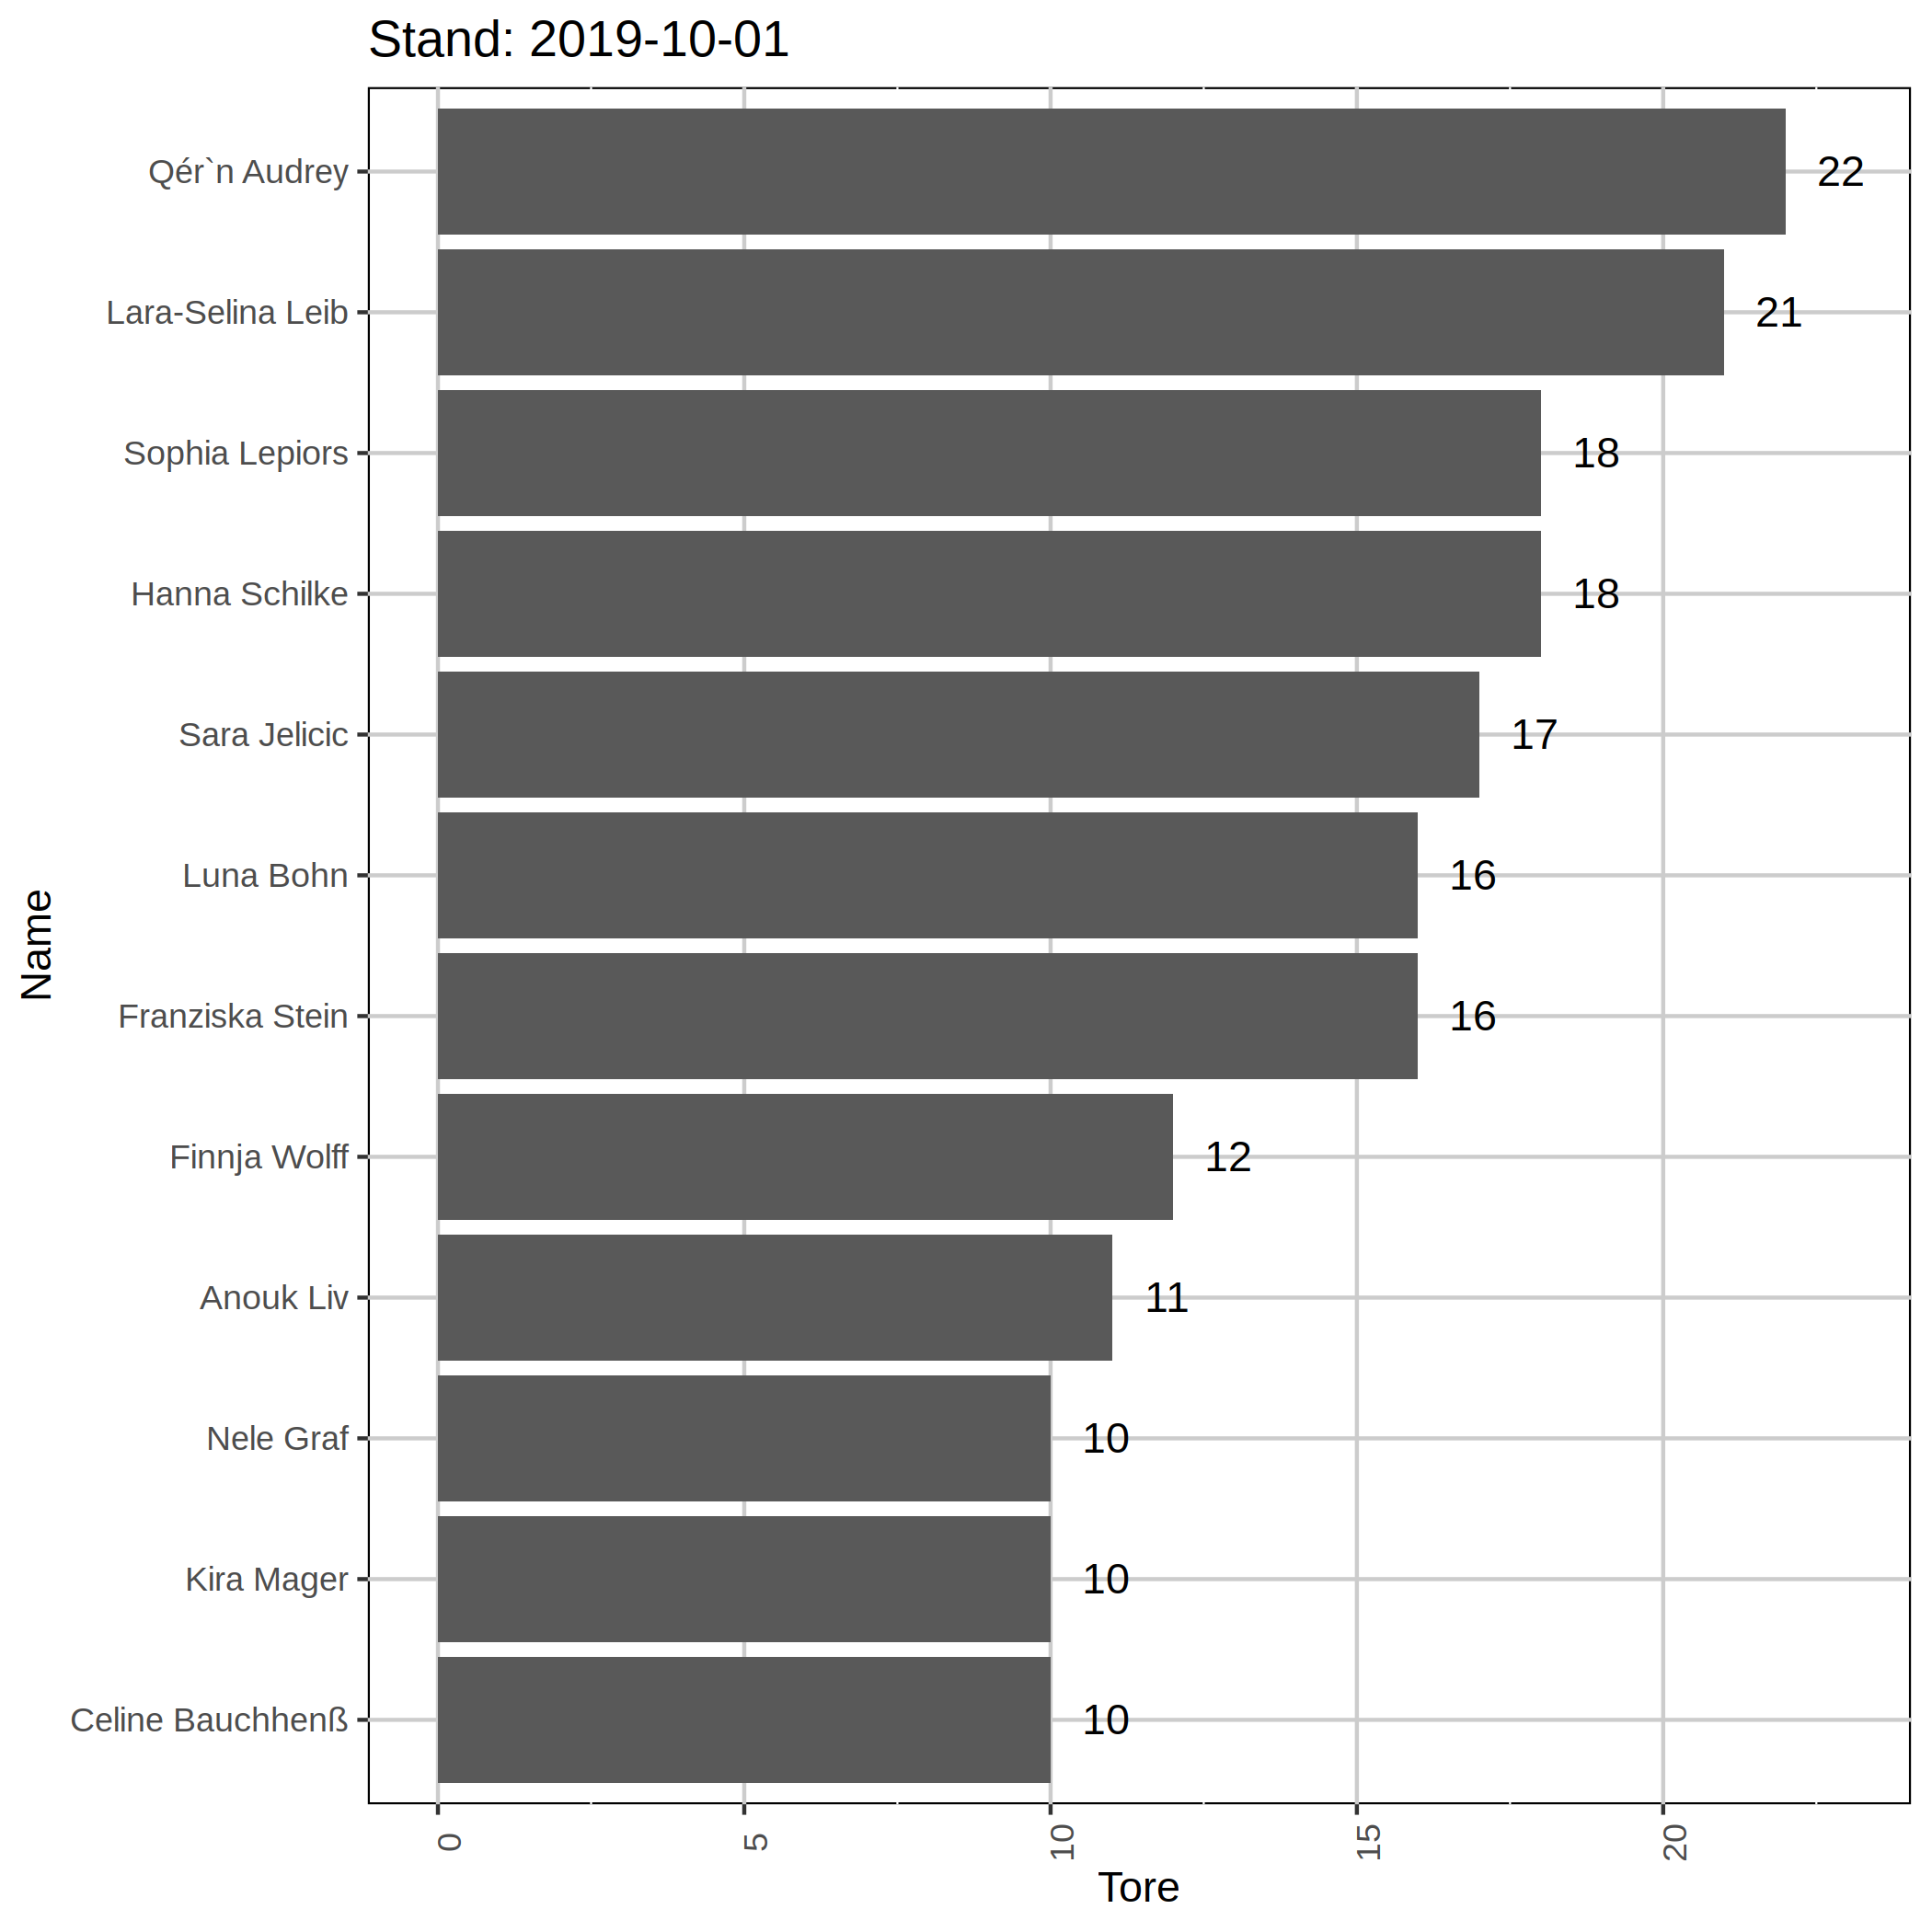 Stand: 2019-10-01
Name
Qér`n Audrey 22
Lara-Selina Leib 21
Sophia Lepiors 18
Hanna Schilke 18
Sara Jelicic 17
Luna Bohn 16
Franziska Stein 16
Finnja Wolff 12
Anouk Liv 11
Nele Graf 10
Kira Mager 10
Celine Bauchhenß 10
0 5 10 15 20
Tore